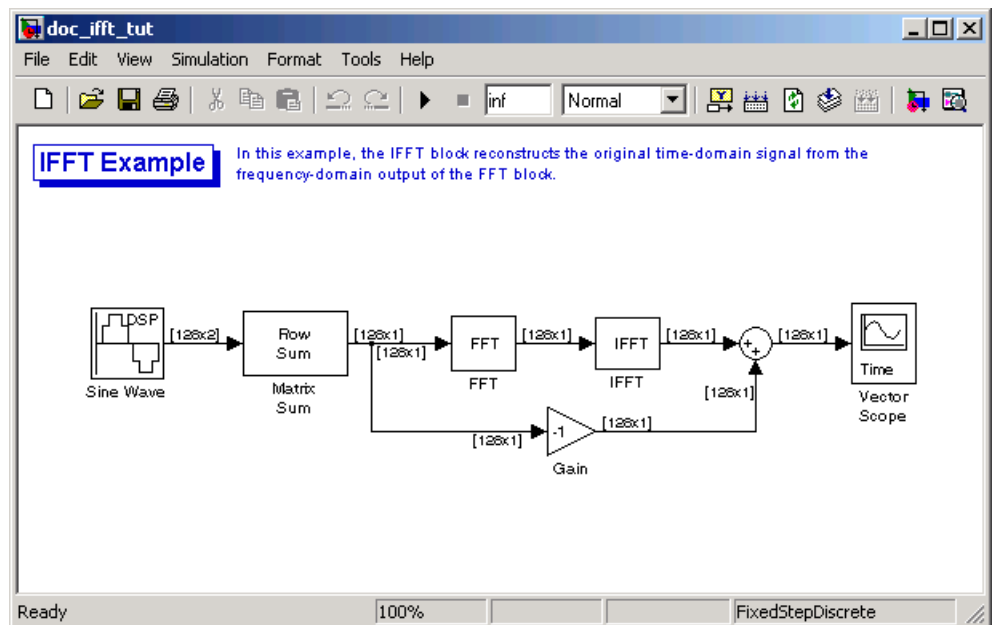 doc_ifft_tut
File Edit View Simulation Format Tools Help
inf Normal
IFFT Example
In this example, the IFFT block reconstructs the original time-domain signal from the
frequency-domain output of the FFT block.
DSP
[128x2]
Sine Wave
Row
Sum
Matrix
Sum
[128x1]
[128x1]
FFT
FFT
[128x1]
IFFT
IFFT
[128x1]
+
+
[128x1]
Time
Vector
Scope
[128x1]
[128x1]
-1
Gain
[128x1]
Ready 100% FixedStepDiscrete